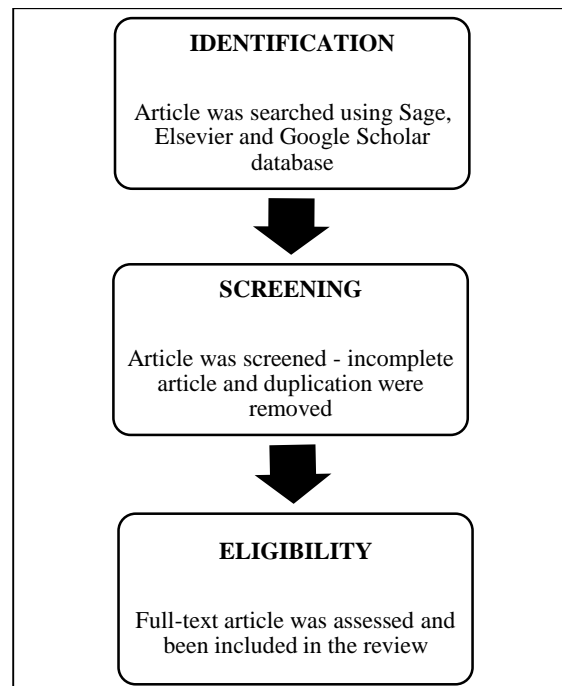 IDENTIFICATION
Article was searched using Sage,
Elsevier and Google Scholar
database
SCREENING
Article was screened - incomplete
article and duplication were
removed
ELIGIBILITY
Full-text article was assessed and
been included in the review